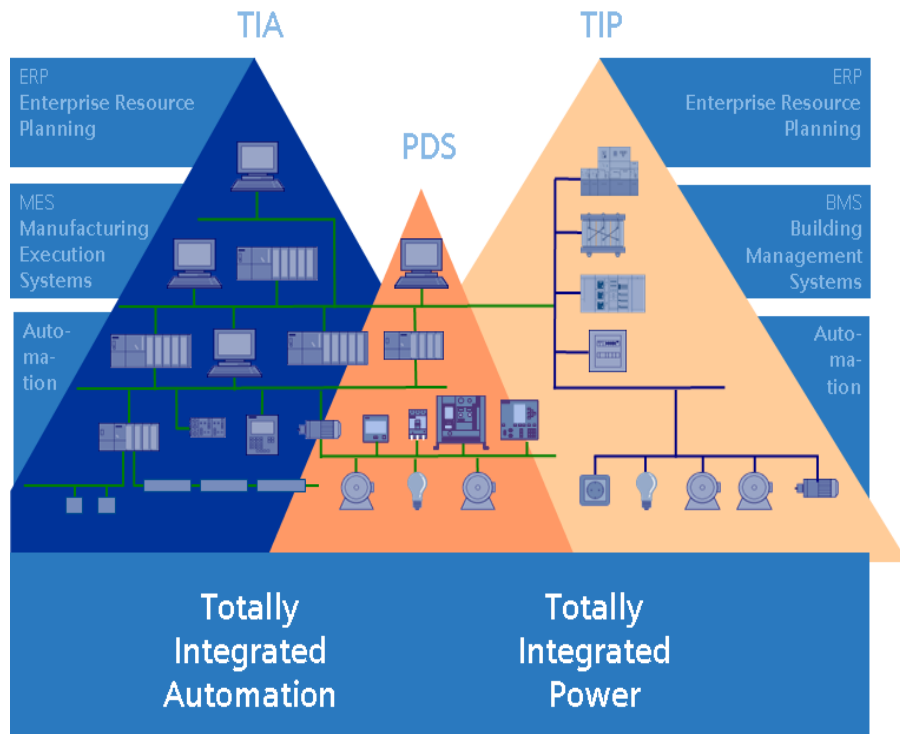 TIA
TIP
PDS
ERP
Enterprise Resource
Planning
MES
Manufacturing
Execution
Systems
Auto-
ma-
tion
ERP
Enterprise Resource
Planning
BMS
Building
Management
Systems
Auto-
ma-
tion
Totally
Integrated
Automation
Totally
Integrated
Power